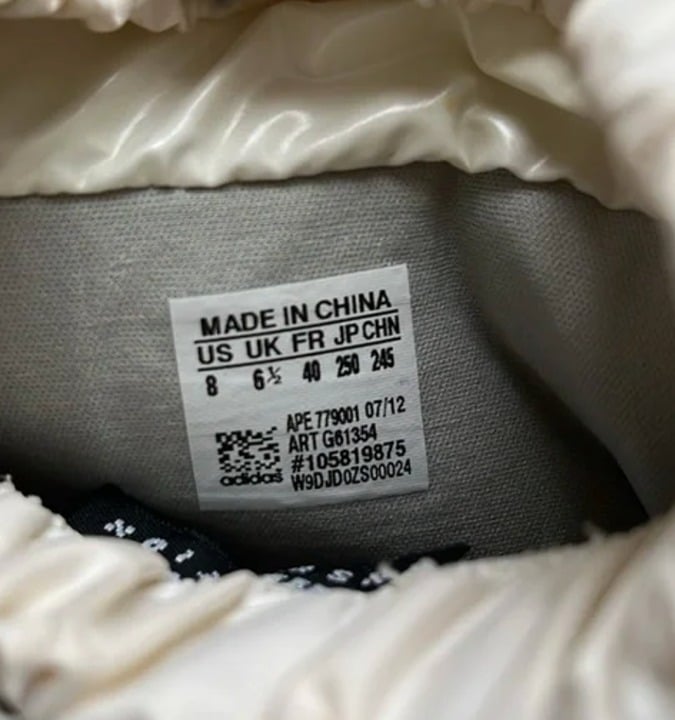 MADE IN CHINA
US UK FR JP CHN
8 6½ 40 250 245
APE 779001 07/12
ART G61354
#105819875
adidas W9DJD0ZS00024